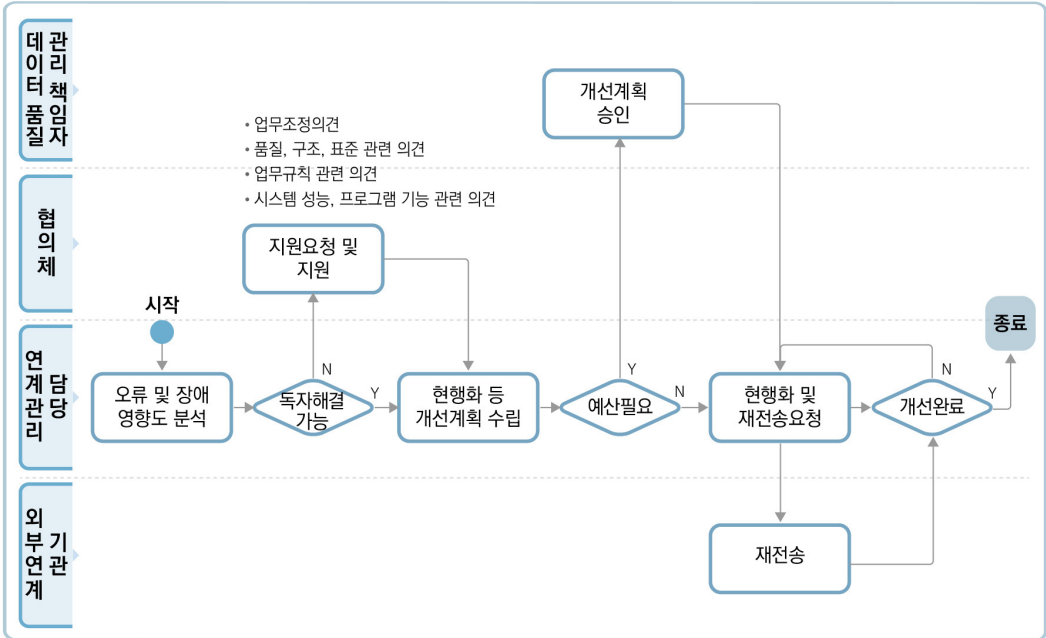 데이터 품질
관리 책임자
개선계획
승인
• 업무조정의견
• 품질, 구조, 표준 관련 의견
• 업무규칙 관련 의견
• 시스템 성능, 프로그램 기능 관련 의견
협의체
지원요청 및
지원
시작
종료
연계관리
담당
오류 및 장애
영향도 분석
N
독자해결
가능
Y
현행화 등
개선계획 수립
Y
예산필요
N
현행화 및
재전송요청
N
개선완료
Y
외부연계
기관
재전송